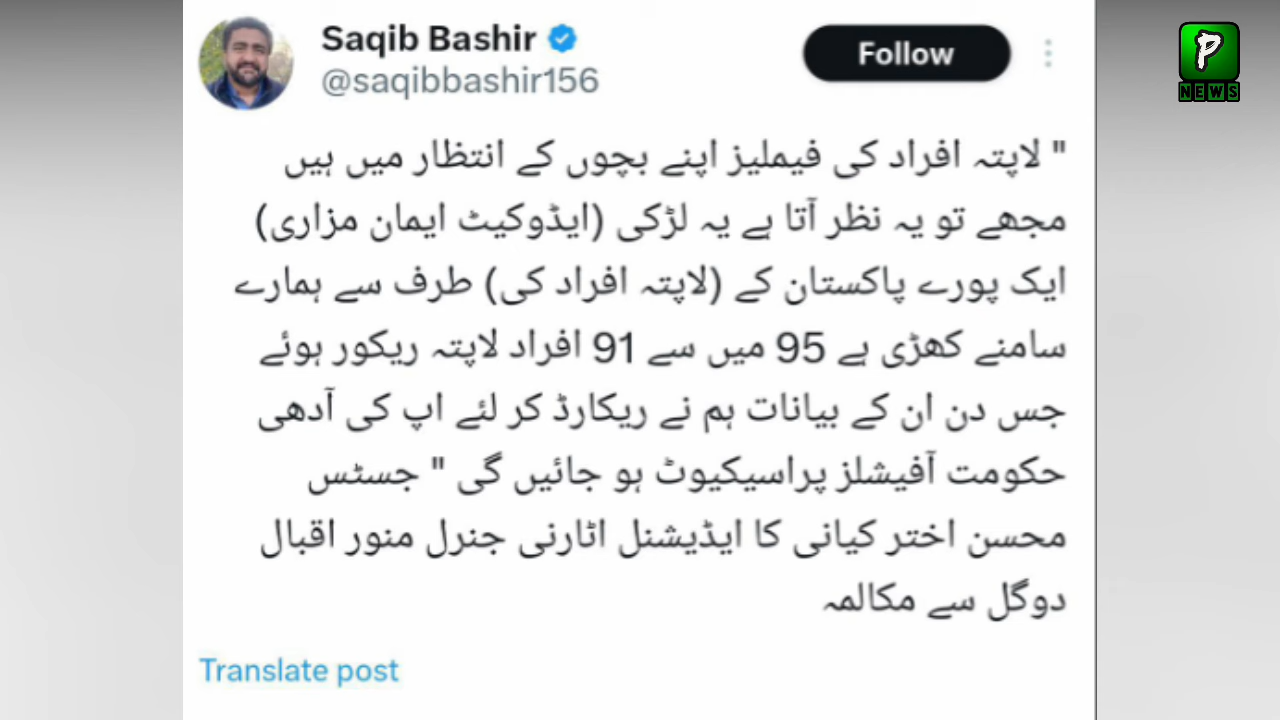 Saqib Bashir
Follow
@saqibbashir156
P
NEWS
" لاپتہ افراد کی فیملیز اپنے بچوں کے انتظار میں ہیں
مجھے تو یہ نظر آتا ہے یہ لڑکی (ایڈوکیٹ ایمان مزاری)
ایک پورے پاکستان کے (لاپتہ افراد کی) طرف سے ہمارے
سامنے کھڑی ہے 95 میں سے 91 افراد لاپتہ ریکور ہوئے
جس دن ان کے بیانات ہم نے ریکارڈ کر لئے اپ کی آدھی
حکومت آفیشلز پراسیکیوٹ ہو جائیں گی " جسٹس
محسن اختر کیانی کا ایڈیشنل اٹارنی جنرل منور اقبال
دوگل سے مکالمہ
Translate post